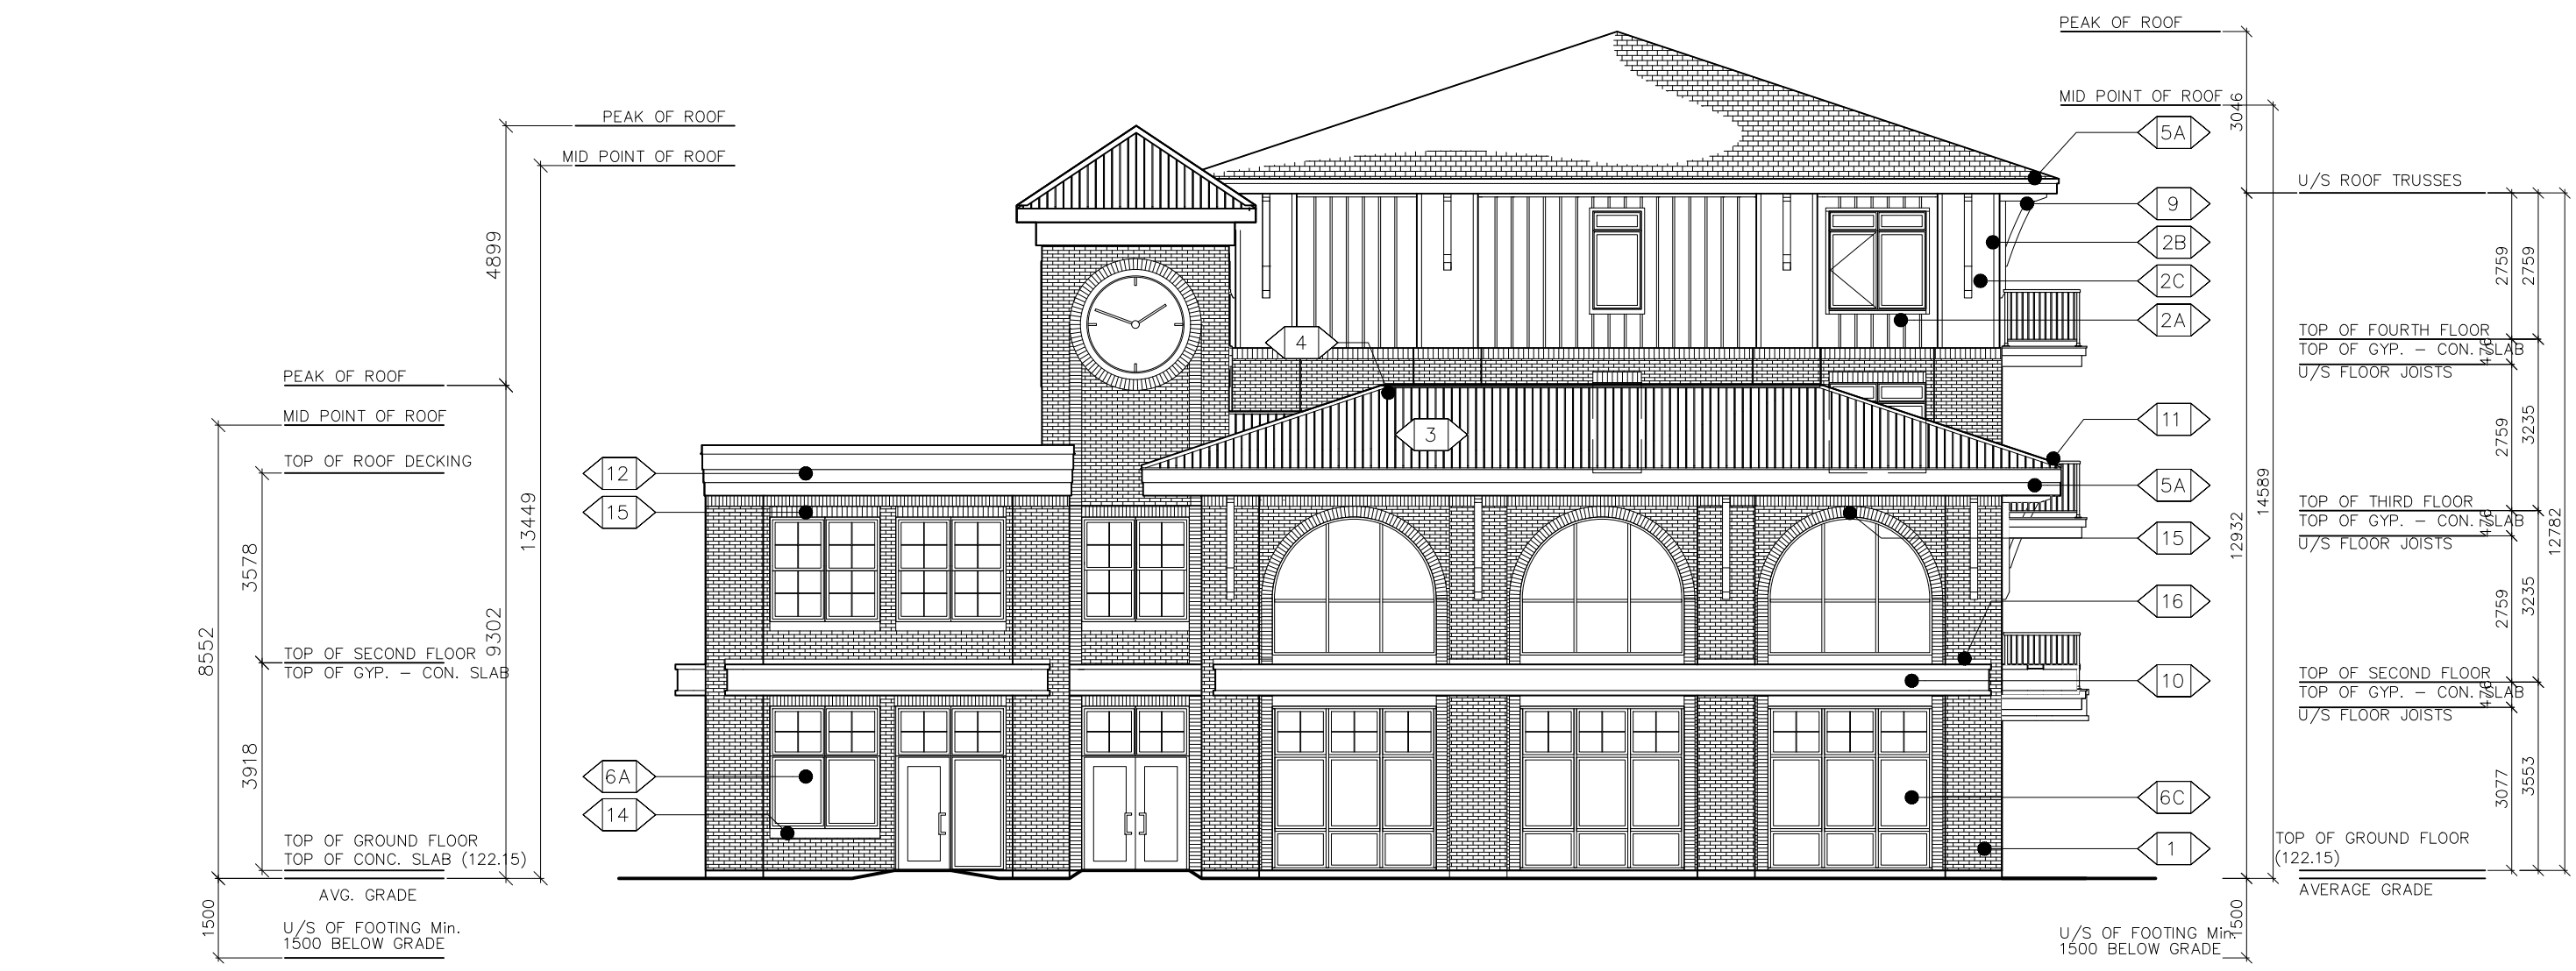 PEAK OF ROOF
3046
MID POINT OF ROOF
5A
PEAK OF ROOF
MID POINT OF ROOF
U/S ROOF TRUSSES
9
2B
2C
2A
4899
2759
2759
4
TOP OF FOURTH FLOOR
TOP OF GYP. – CON. SLAB
476
U/S FLOOR JOISTS
PEAK OF ROOF
MID POINT OF ROOF
TOP OF ROOF DECKING
3
11
2759
3235
12
5A
15
15
14589
TOP OF THIRD FLOOR
TOP OF GYP. – CON. SLAB
476
U/S FLOOR JOISTS
13449
12932
12782
3578
9302
8552
16
2759
3235
TOP OF SECOND FLOOR
TOP OF GYP. – CON. SLAB
10
TOP OF SECOND FLOOR
TOP OF GYP. – CON. SLAB
476
U/S FLOOR JOISTS
3918
6A
14
6C
1
3077
3553
TOP OF GROUND FLOOR
TOP OF CONC. SLAB (122.15)
AVG. GRADE
TOP OF GROUND FLOOR
(122.15)
AVERAGE GRADE
1500
U/S OF FOOTING Min.
1500 BELOW GRADE
1500
U/S OF FOOTING Min.
1500 BELOW GRADE